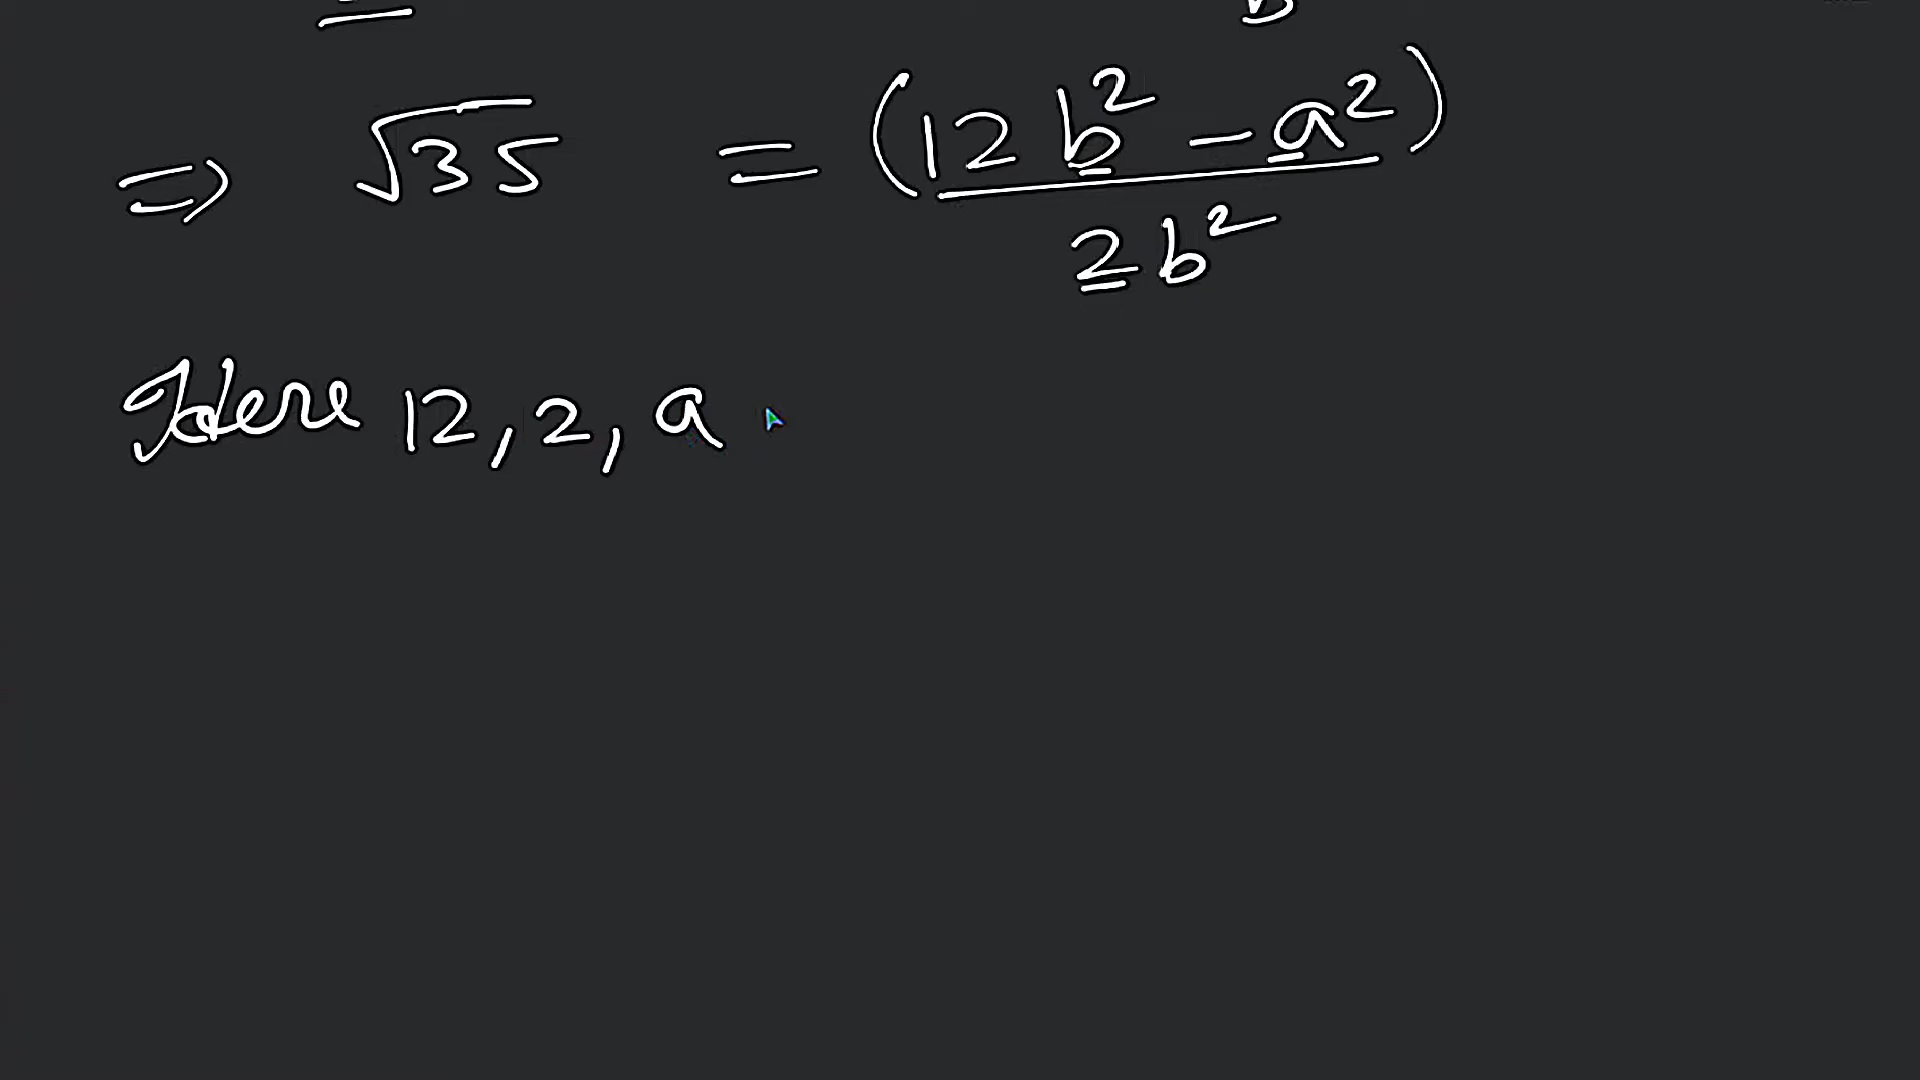 ⇒ √35 = (12b² - a²) / 2b²
Here 12, 2, a